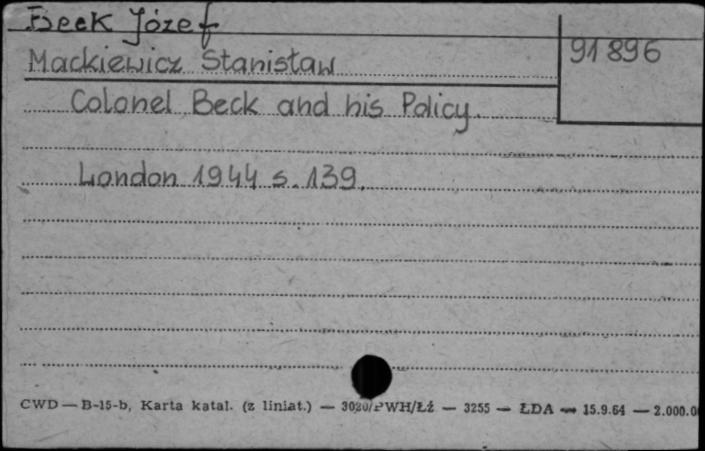 Beck Józef
Mackiewicz Stanisław
91896
Colonel Beck and his Policy.
London 1944 s. 139.
CWD — B-15-b, Karta katal. (z liniat.) — 3020/PWH/Łź — 3255 — ŁDA — 15.9.64 — 2.000.0